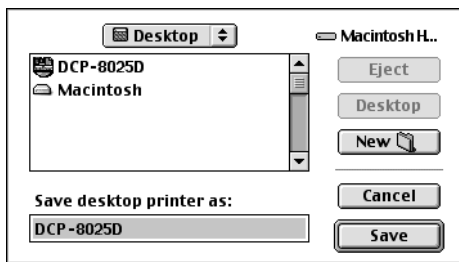 Desktop
Macintosh H...
DCP-8025D
Macintosh
Eject
Desktop
New
Save desktop printer as:
DCP-8025D
Cancel
Save